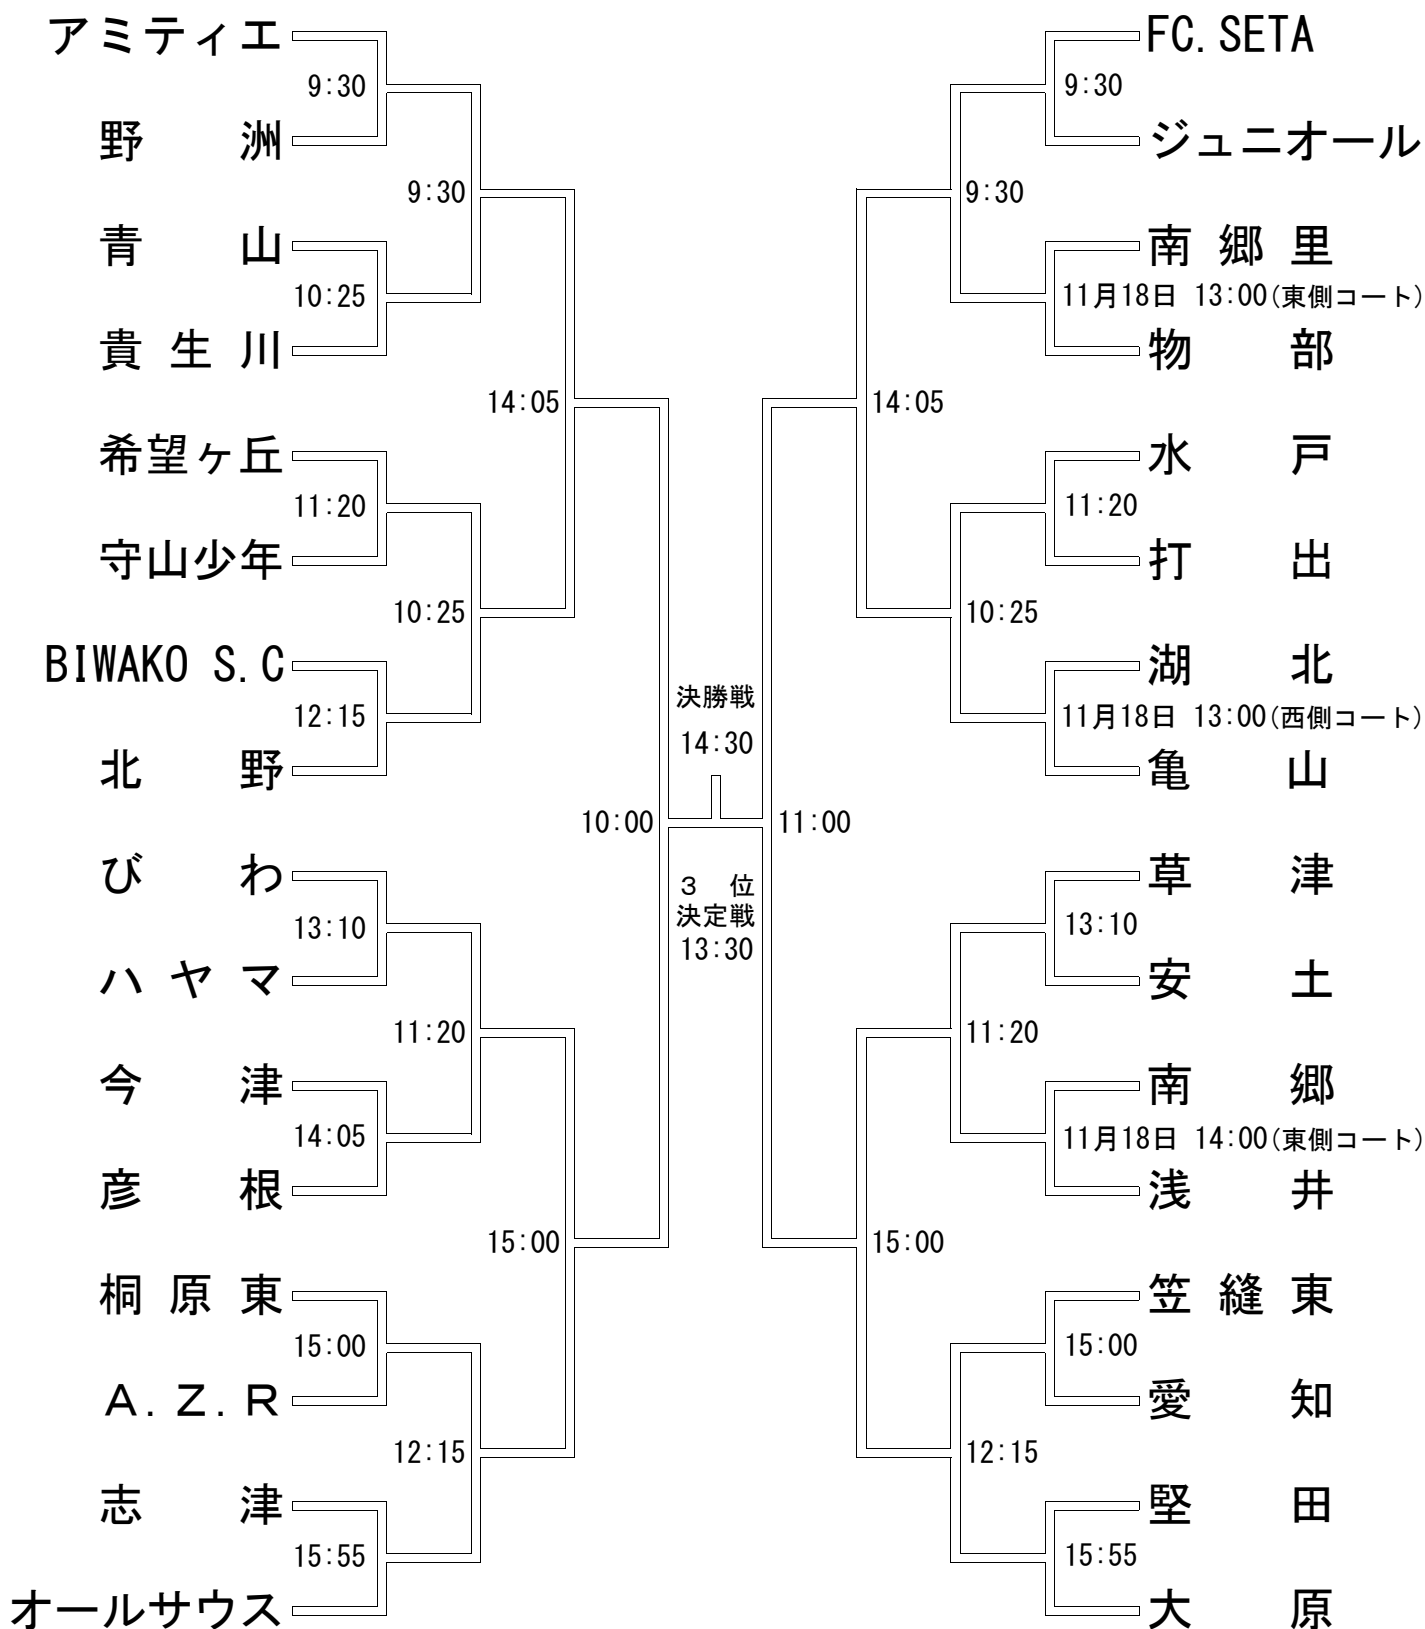 アミティエ
9:30
野洲
9:30
青山
10:25
貴生川
14:05
希望ヶ丘
11:20
守山少年
10:25
BIWAKO S.C
12:15
北野
10:00
びわ
13:10
ハヤマ
11:20
今津
14:05
彦根
15:00
桐原東
15:00
A.Z.R
12:15
志津
15:55
オールサウス
決勝戦
14:30
3位
決定戦
13:30
FC.SETA
9:30
ジュニオール
9:30
南郷里
11月18日 13:00(東側コート)
物部
14:05
水戸
11:20
打出
10:25
湖北
11月18日 13:00(西側コート)
亀山
11:00
草津
13:10
安土
11:20
南郷
11月18日 14:00(東側コート)
浅井
15:00
笠縫東
15:00
愛知
12:15
堅田
15:55
大原